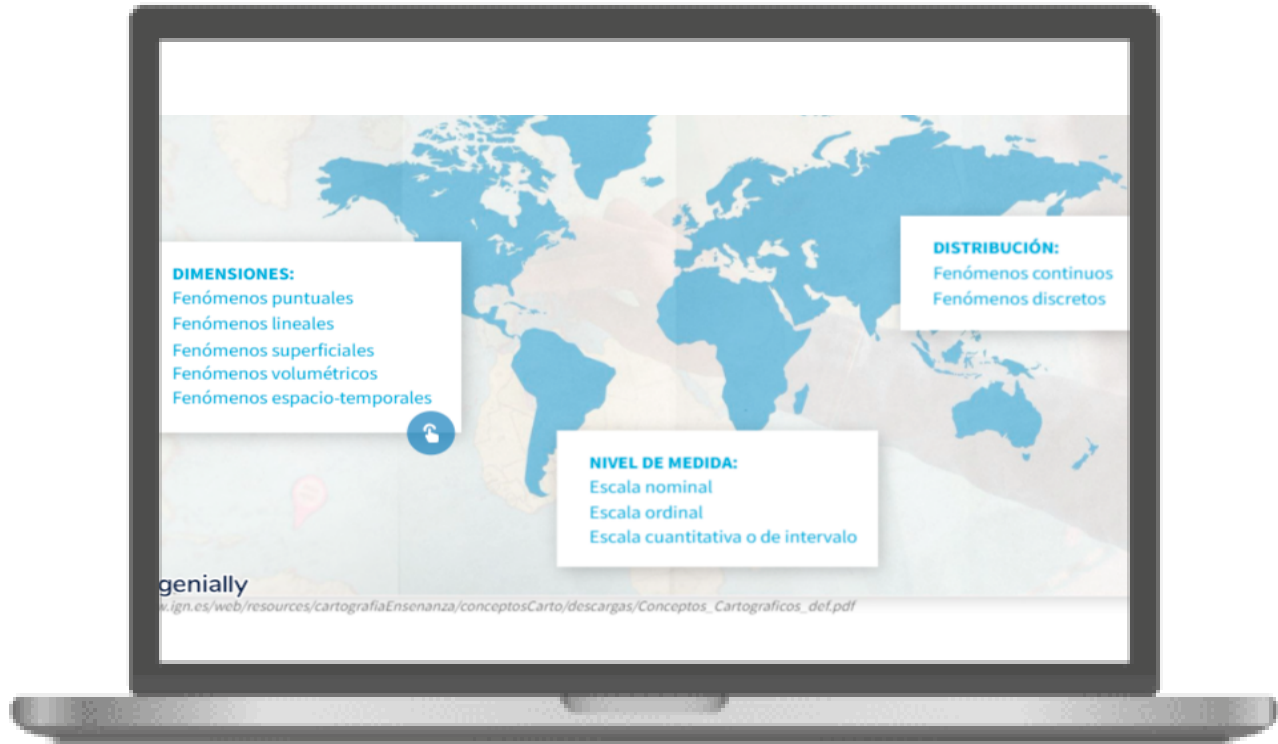 DIMENSIONES:
Fenómenos puntuales
Fenómenos lineales
Fenómenos superficiales
Fenómenos volumétricos
Fenómenos espacio-temporales
DISTRIBUCIÓN:
Fenómenos continuos
Fenómenos discretos
NIVEL DE MEDIDA:
Escala nominal
Escala ordinal
Escala cuantitativa o de intervalo
genially
.ign.es/web/resources/cartografiaEnsenanza/conceptosCarto/descargas/Conceptos_Cartograficos_def.pdf